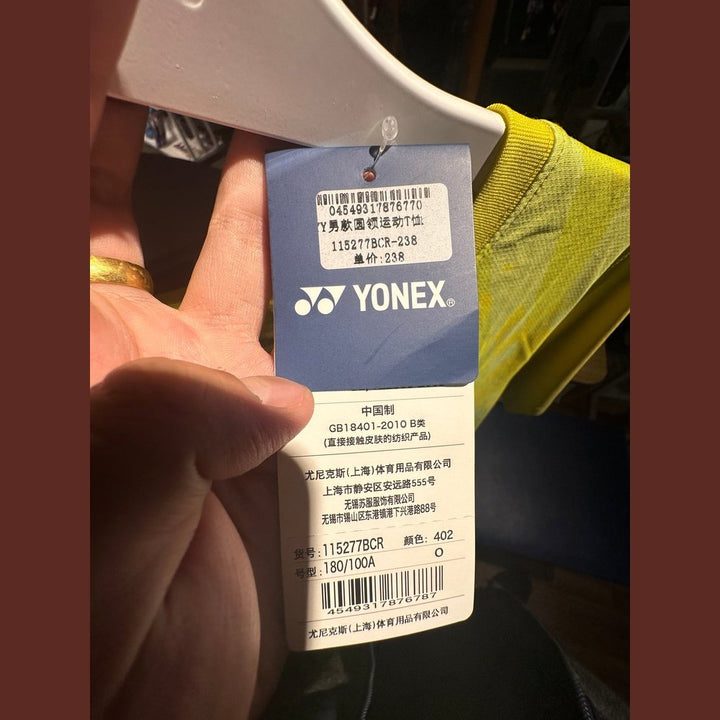 04549317876770
YY男款圆领运动T恤
115277BCR-238
单价:238
YONEX®
中国制
GB18401-2010 B类
(直接接触皮肤的纺织产品)
尤尼克斯(上海)体育用品有限公司
上海市静安区安远路555号
无锡苏服服饰有限公司
无锡市锡山区东港镇港下兴港路88号
货号:115277BCR 颜色: 402
号型:180/100A O
4549317876787
尤尼克斯(上海)体育用品有限公司